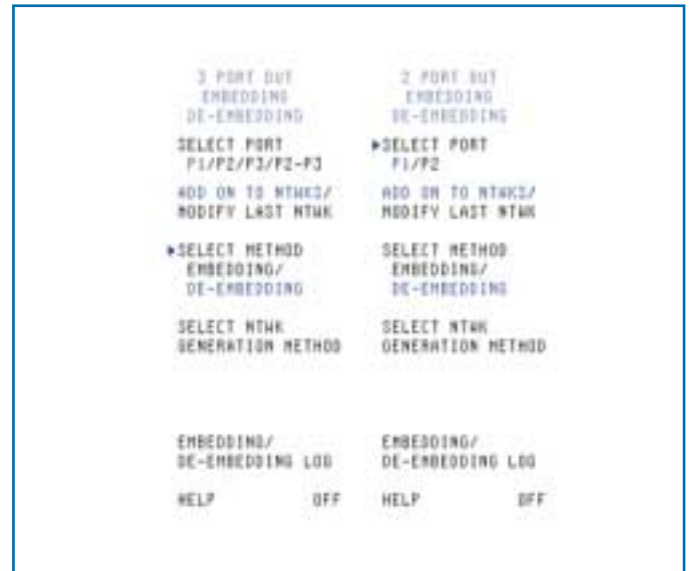 3 PORT DUT
EMBEDDING
DE-EMBEDDING
SELECT PORT
P1/P2/P3/P2-P3
ADD ON TO NTWKS/
MODIFY LAST NTWK
SELECT METHOD
EMBEDDING/
DE-EMBEDDING
SELECT NTWK
GENERATION METHOD
EMBEDDING/
DE-EMBEDDING LOG
HELP OFF
2 PORT DUT
EMBEDDING
DE-EMBEDDING
SELECT PORT
P1/P2
ADD ON TO NTWKS/
MODIFY LAST NTWK
SELECT METHOD
EMBEDDING/
DE-EMBEDDING
SELECT NTWK
GENERATION METHOD
EMBEDDING/
DE-EMBEDDING LOG
HELP OFF